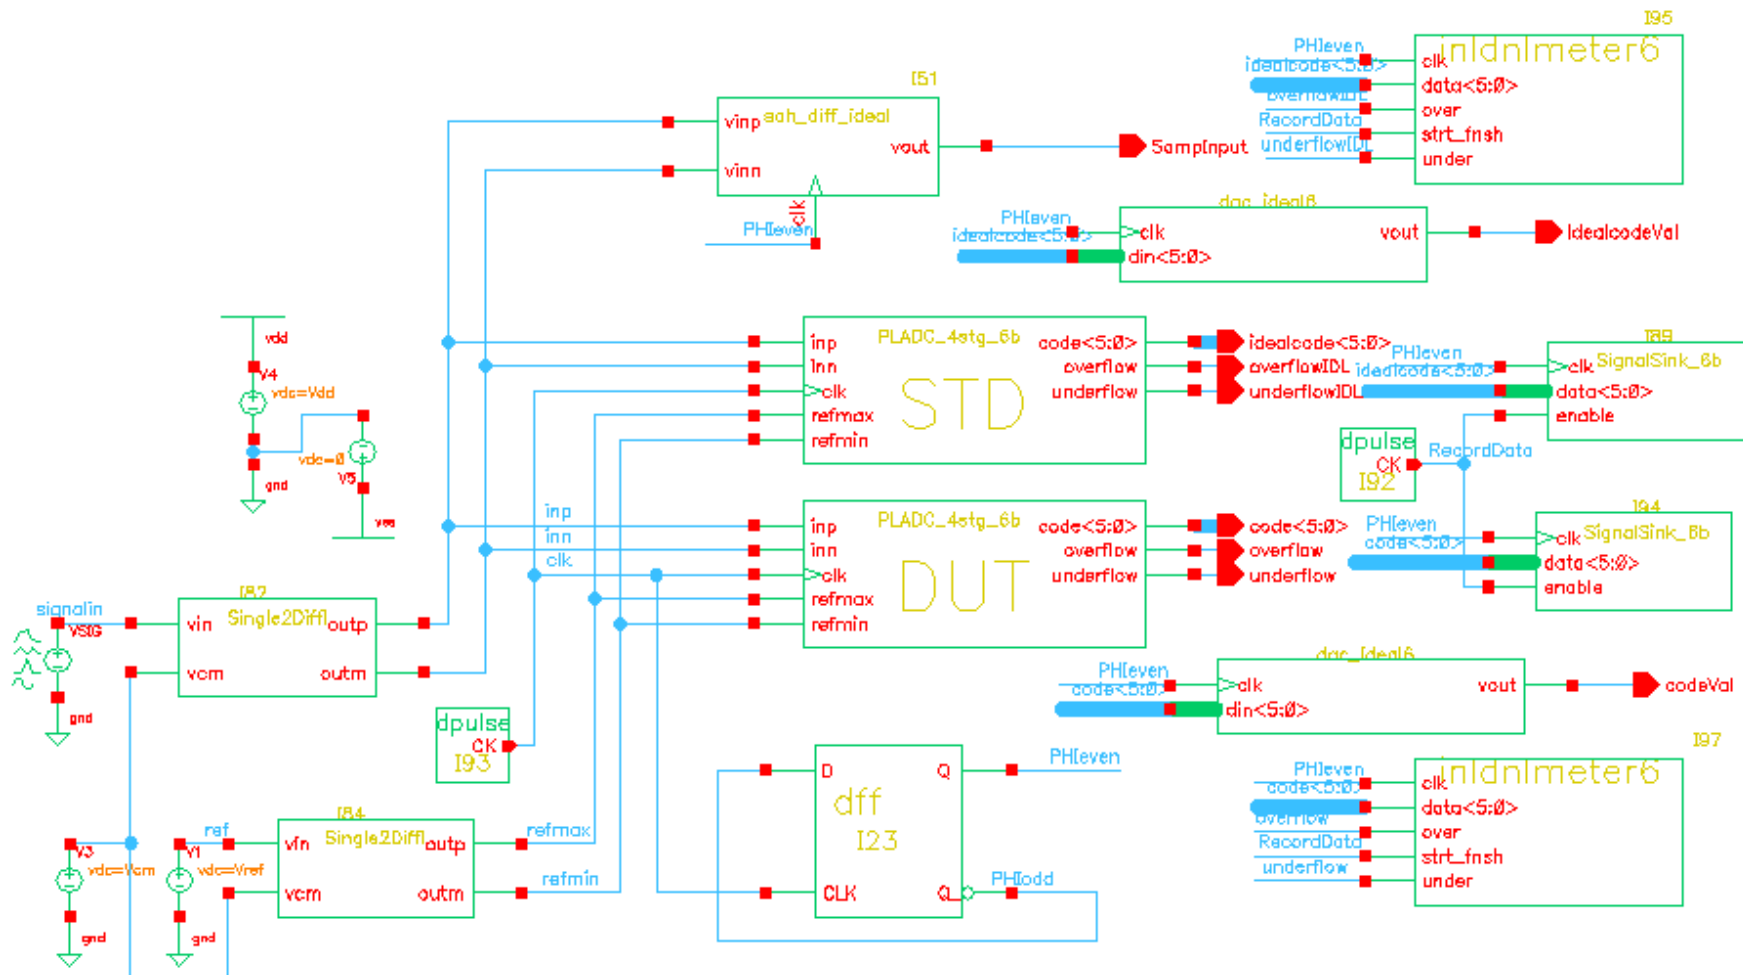 I95
inldnlmeter6
PHIeven
clk
idealcode<5:0>
data<5:0>
overflowIDL
over
RecordData
strt_fnsh
underflowIDL
under
I51
sah_diff_ideal
vinp
vout
SampInput
vinn
clk
PHIeven
dac_ideal6
PHIeven
clk
vout
IdealcodeVal
idealcode<5:0>
din<5:0>
vdd
V4
vdc=Vdd
vdc=0
V5
gnd
vss
PLADC_4stg_6b
STD
inp
inn
clk
refmax
refmin
code<5:0>
overflow
underflow
idealcode<5:0>
overflowIDL
underflowIDL
I89
SignalSink_6b
PHIeven
clk
idealcode<5:0>
data<5:0>
enable
dpulse
CK
I92
RecordData
inp
inn
clk
PLADC_4stg_6b
DUT
inp
inn
clk
refmax
refmin
code<5:0>
overflow
underflow
code<5:0>
overflow
underflow
I94
SignalSink_6b
PHIeven
clk
code<5:0>
data<5:0>
enable
signalin
VSIG
gnd
I82
Single2Diffl
vin
outp
vcm
outm
dpulse
CK
I93
dac_ideal6
PHIeven
clk
vout
codeVal
code<5:0>
din<5:0>
D
Q
PHIeven
dff
I23
CLK
Q_
PHIodd
I97
inldnlmeter6
PHIeven
clk
code<5:0>
data<5:0>
overflow
over
RecordData
strt_fnsh
underflow
under
V3
vdc=Vcm
gnd
V1
vdc=Vref
gnd
ref
I84
Single2Diffl
vin
outp
vcm
outm
refmax
refmin